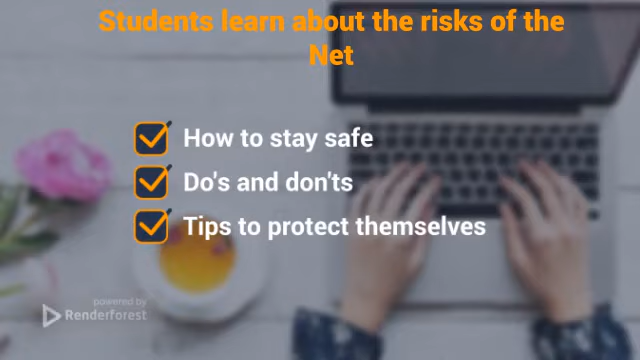 Students learn about the risks of the
Net
How to stay safe
Do's and don'ts
Tips to protect themselves
powered by
Renderforest